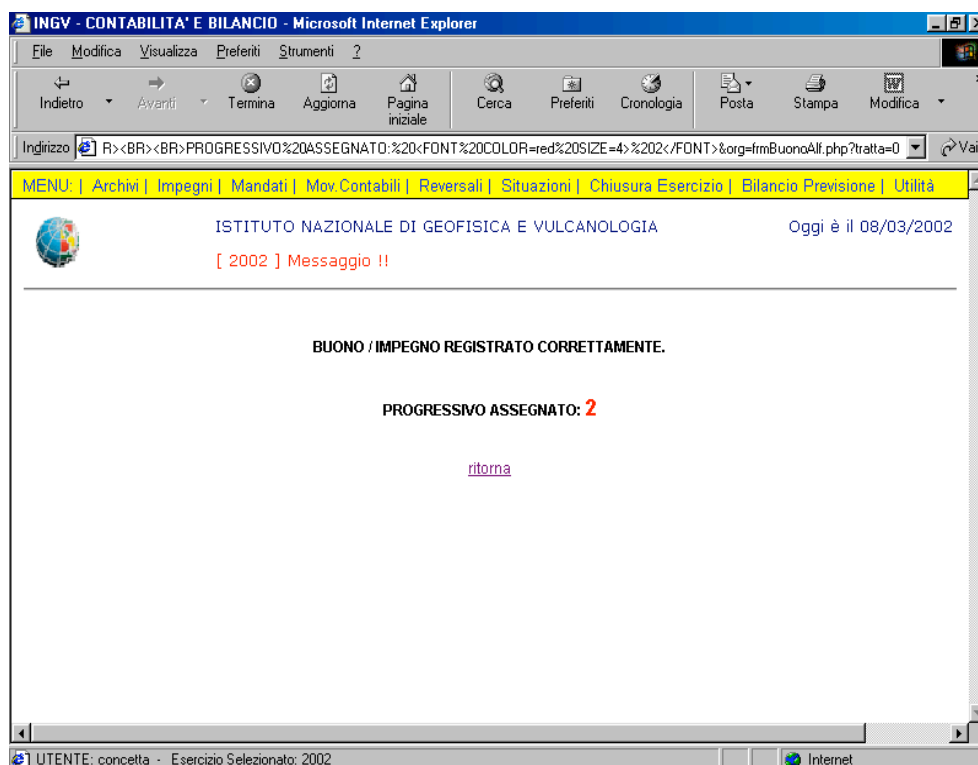 INGV - CONTABILITA' E BILANCIO - Microsoft Internet Explorer
File Modifica Visualizza Preferiti Strumenti ?
Indietro Avanti Termina Aggiorna Pagina iniziale Cerca Preferiti Cronologia Posta Stampa Modifica
Indirizzo R><BR><BR>PROGRESSIVO%20ASSEGNATO:%20<FONT%20COLOR=red%20SIZE=4>%202</FONT>&org=frmBuonoAlf.php?tratta=0 Vai
MENU: | Archivi | Impegni | Mandati | Mov.Contabili | Reversali | Situazioni | Chiusura Esercizio | Bilancio Previsione | Utilità
ISTITUTO NAZIONALE DI GEOFISICA E VULCANOLOGIA Oggi è il 08/03/2002
[ 2002 ] Messaggio !!
BUONO / IMPEGNO REGISTRATO CORRETTAMENTE.
PROGRESSIVO ASSEGNATO: 2
ritorna
UTENTE: concetta - Esercizio Selezionato: 2002 Internet